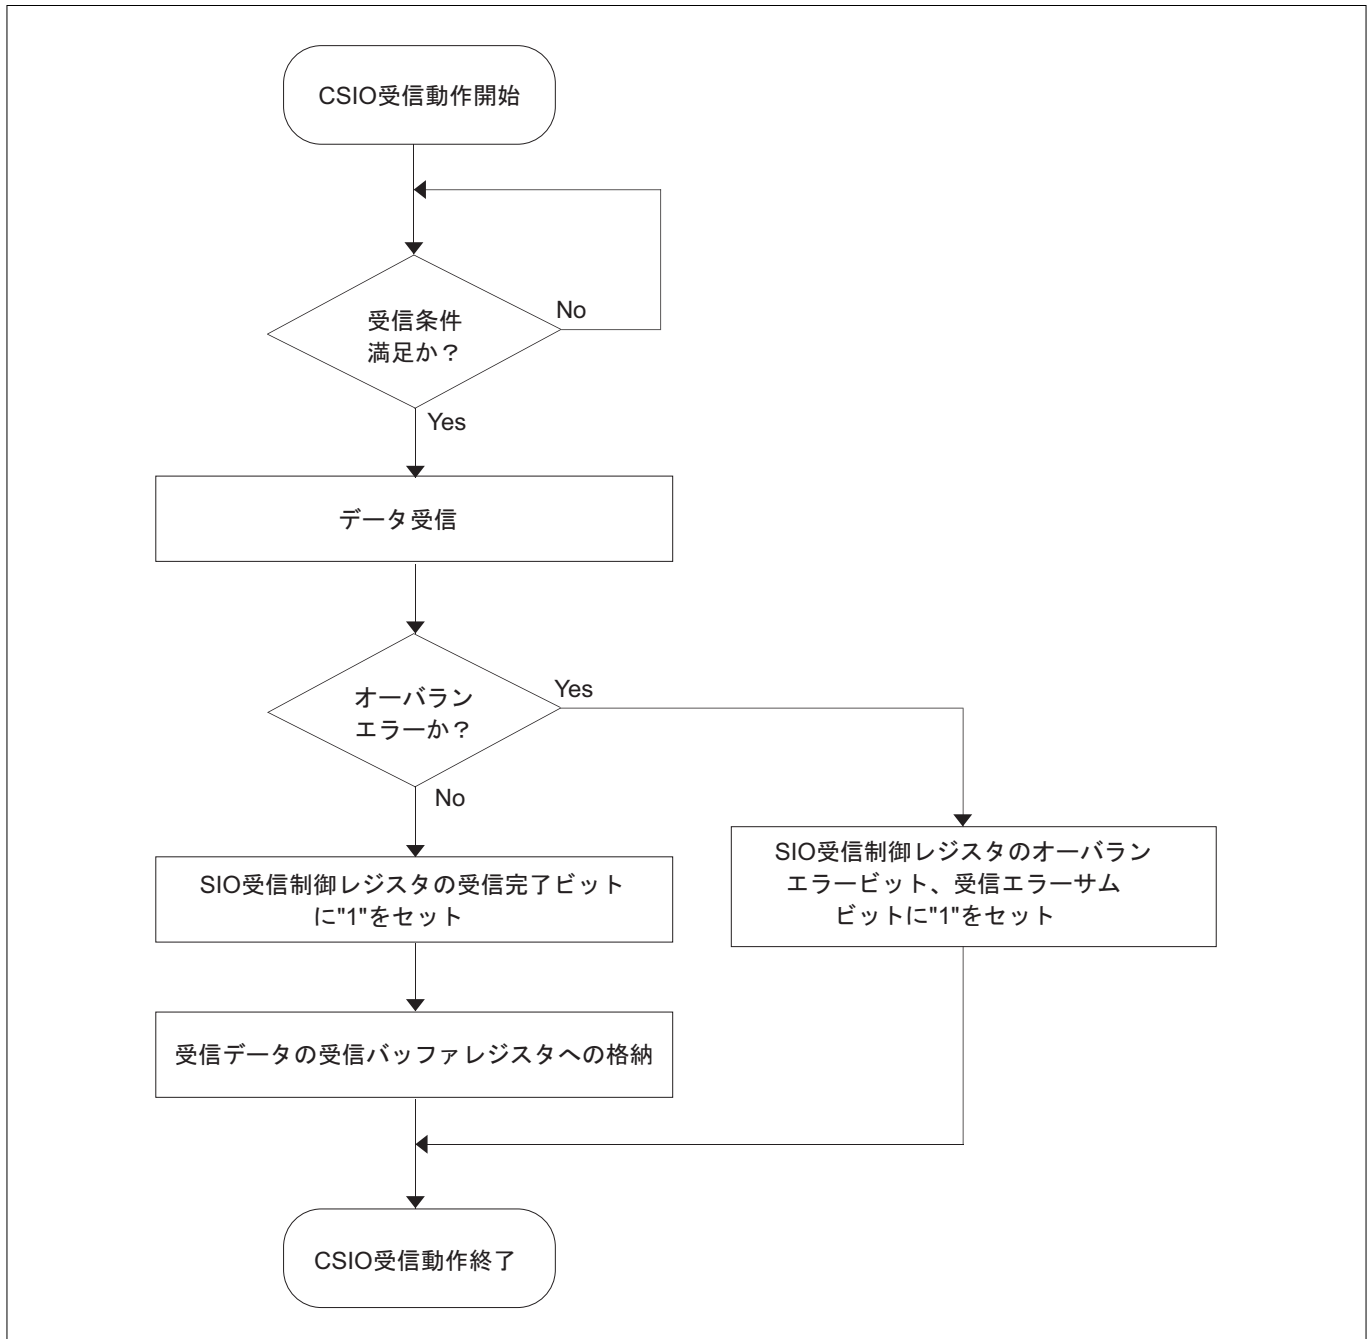 CSIO受信動作開始
受信条件
満足か？
No
Yes
データ受信
オーバラン
エラーか？
Yes
No
SIO受信制御レジスタの受信完了ビット
に"1"をセット
SIO受信制御レジスタのオーバラン
エラービット、受信エラーサム
ビットに"1"をセット
受信データの受信バッファレジスタへの格納
CSIO受信動作終了